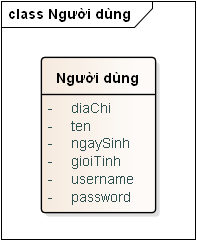 class Người dùng
Người dùng
- diaChi
- ten
- ngaySinh
- gioiTinh
- username
- password